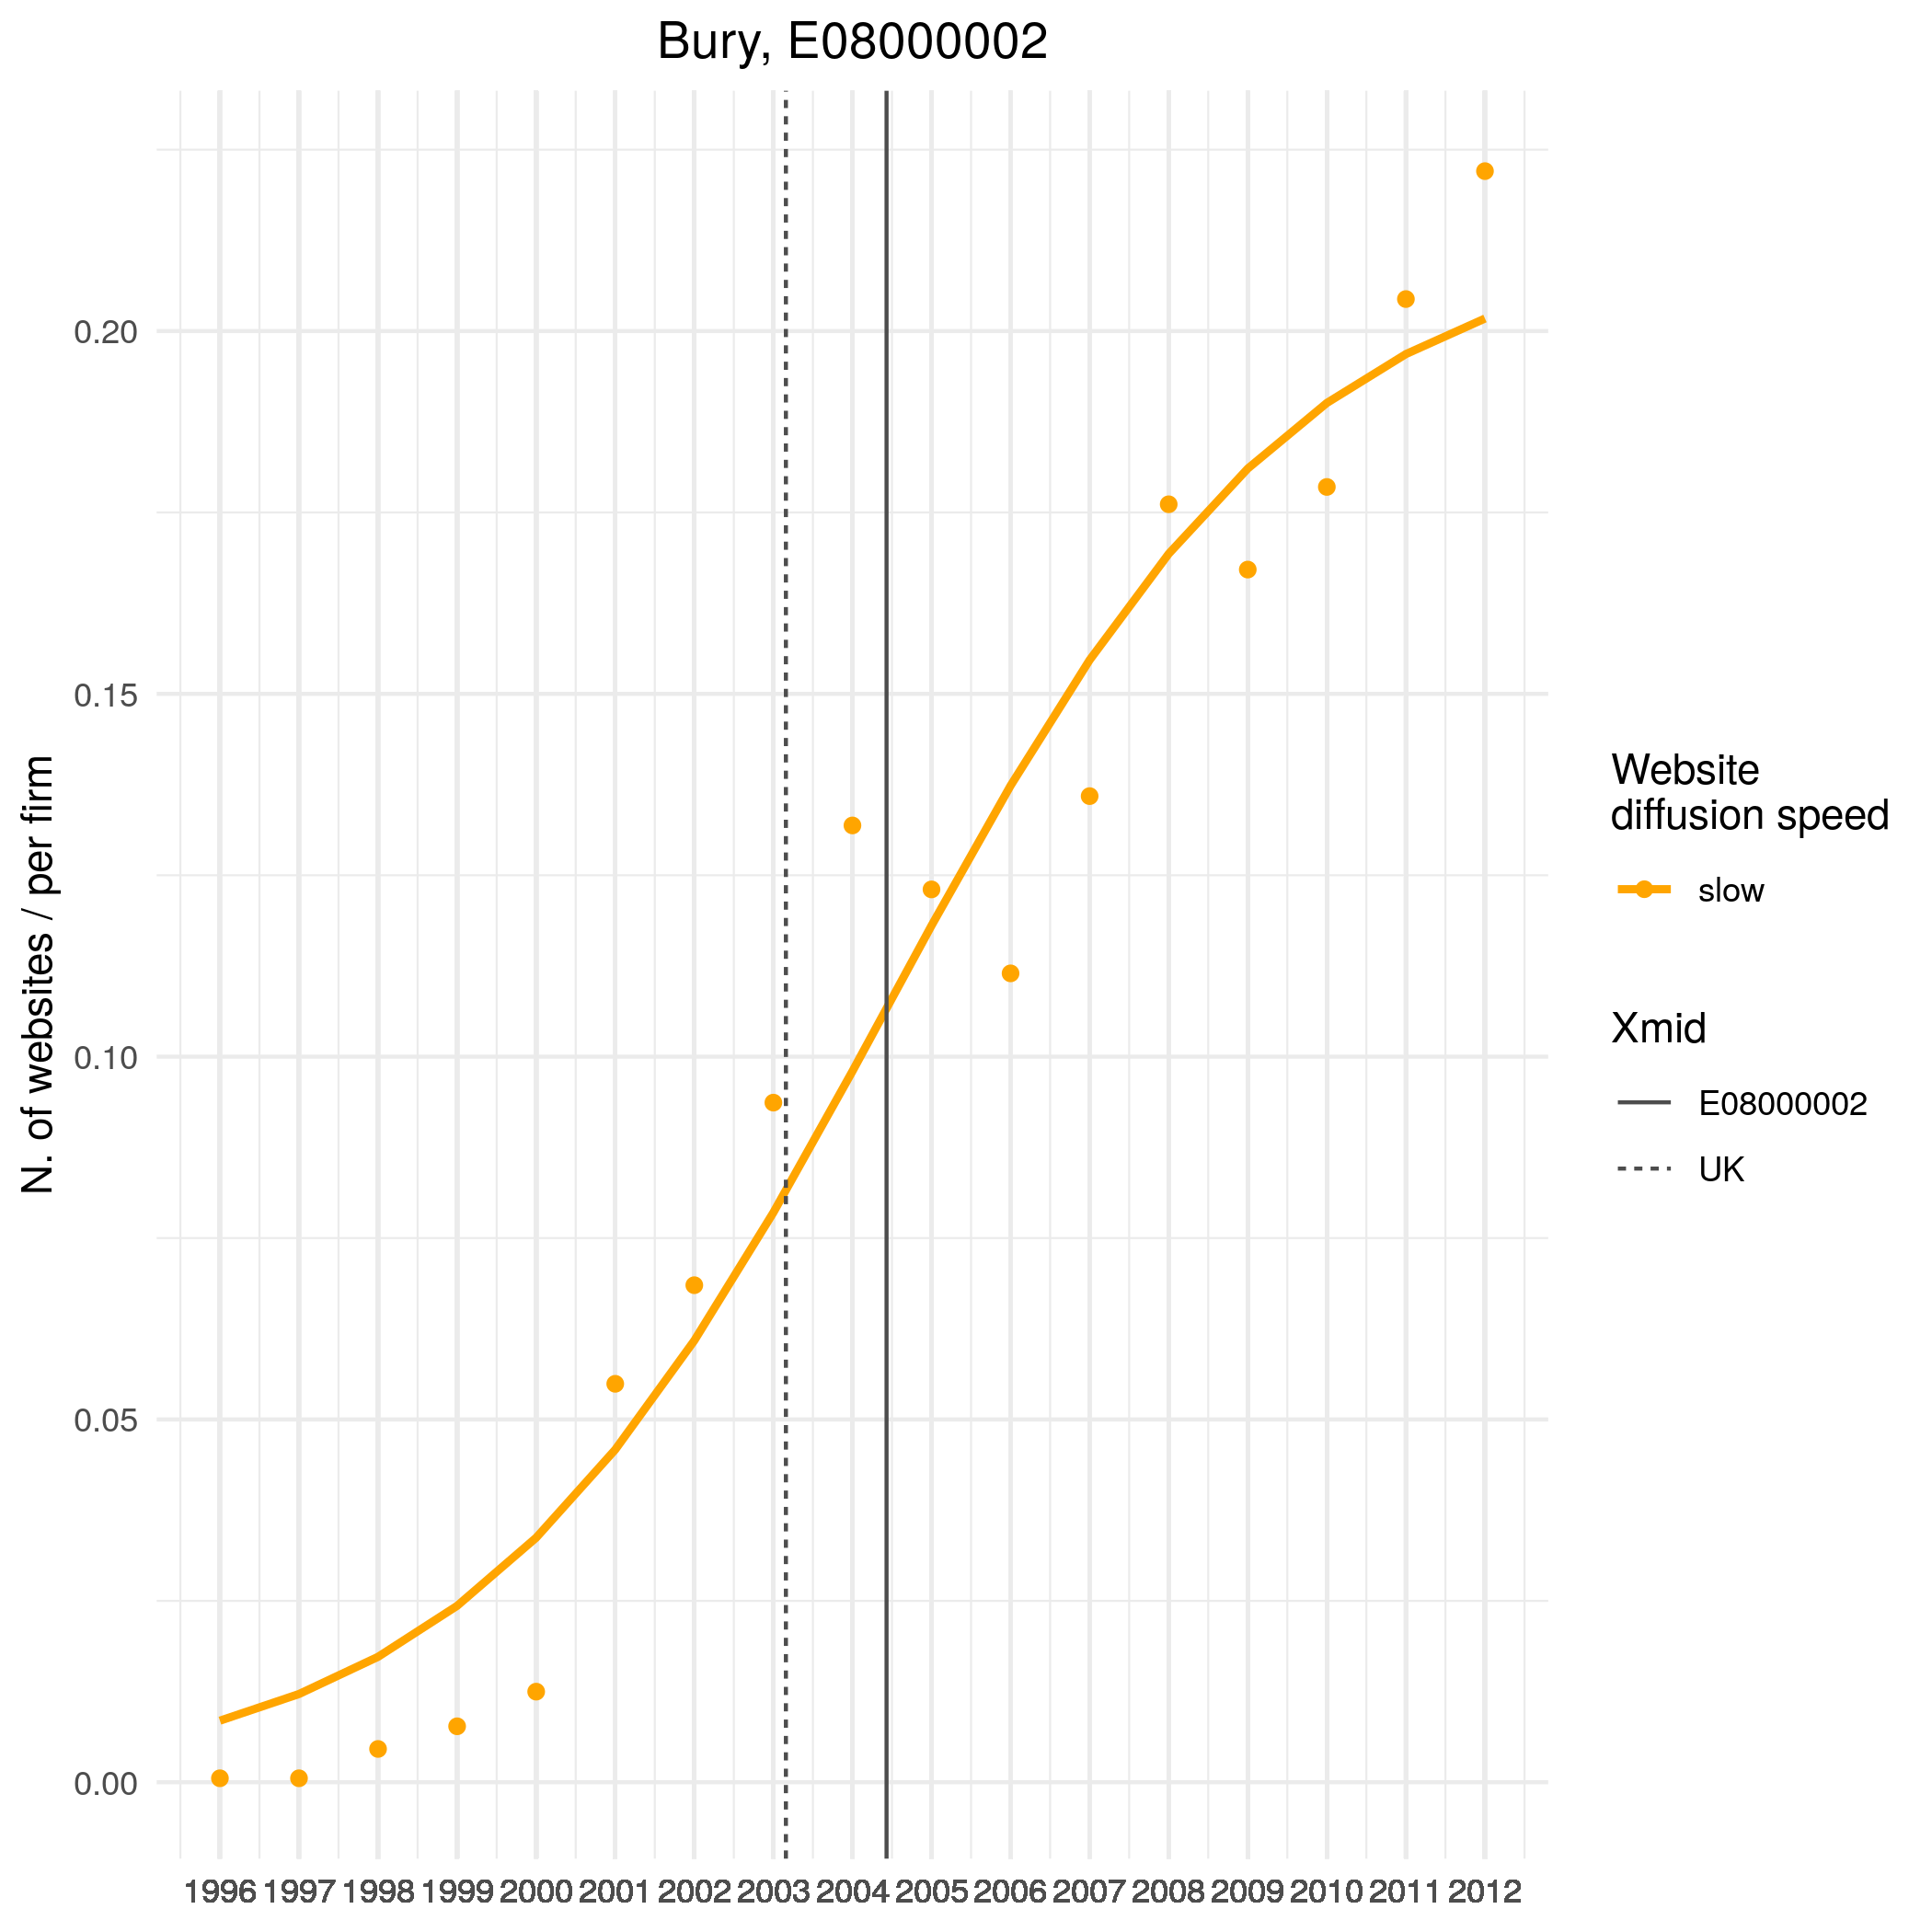 Bury, E08000002
N. of websites / per firm
0.20
0.15
0.10
0.05
0.00
1996 1997 1998 1999 2000 2001 2002 2003 2004 2005 2006 2007 2008 2009 2010 2011 2012
Website
diffusion speed
slow
Xmid
E08000002
UK